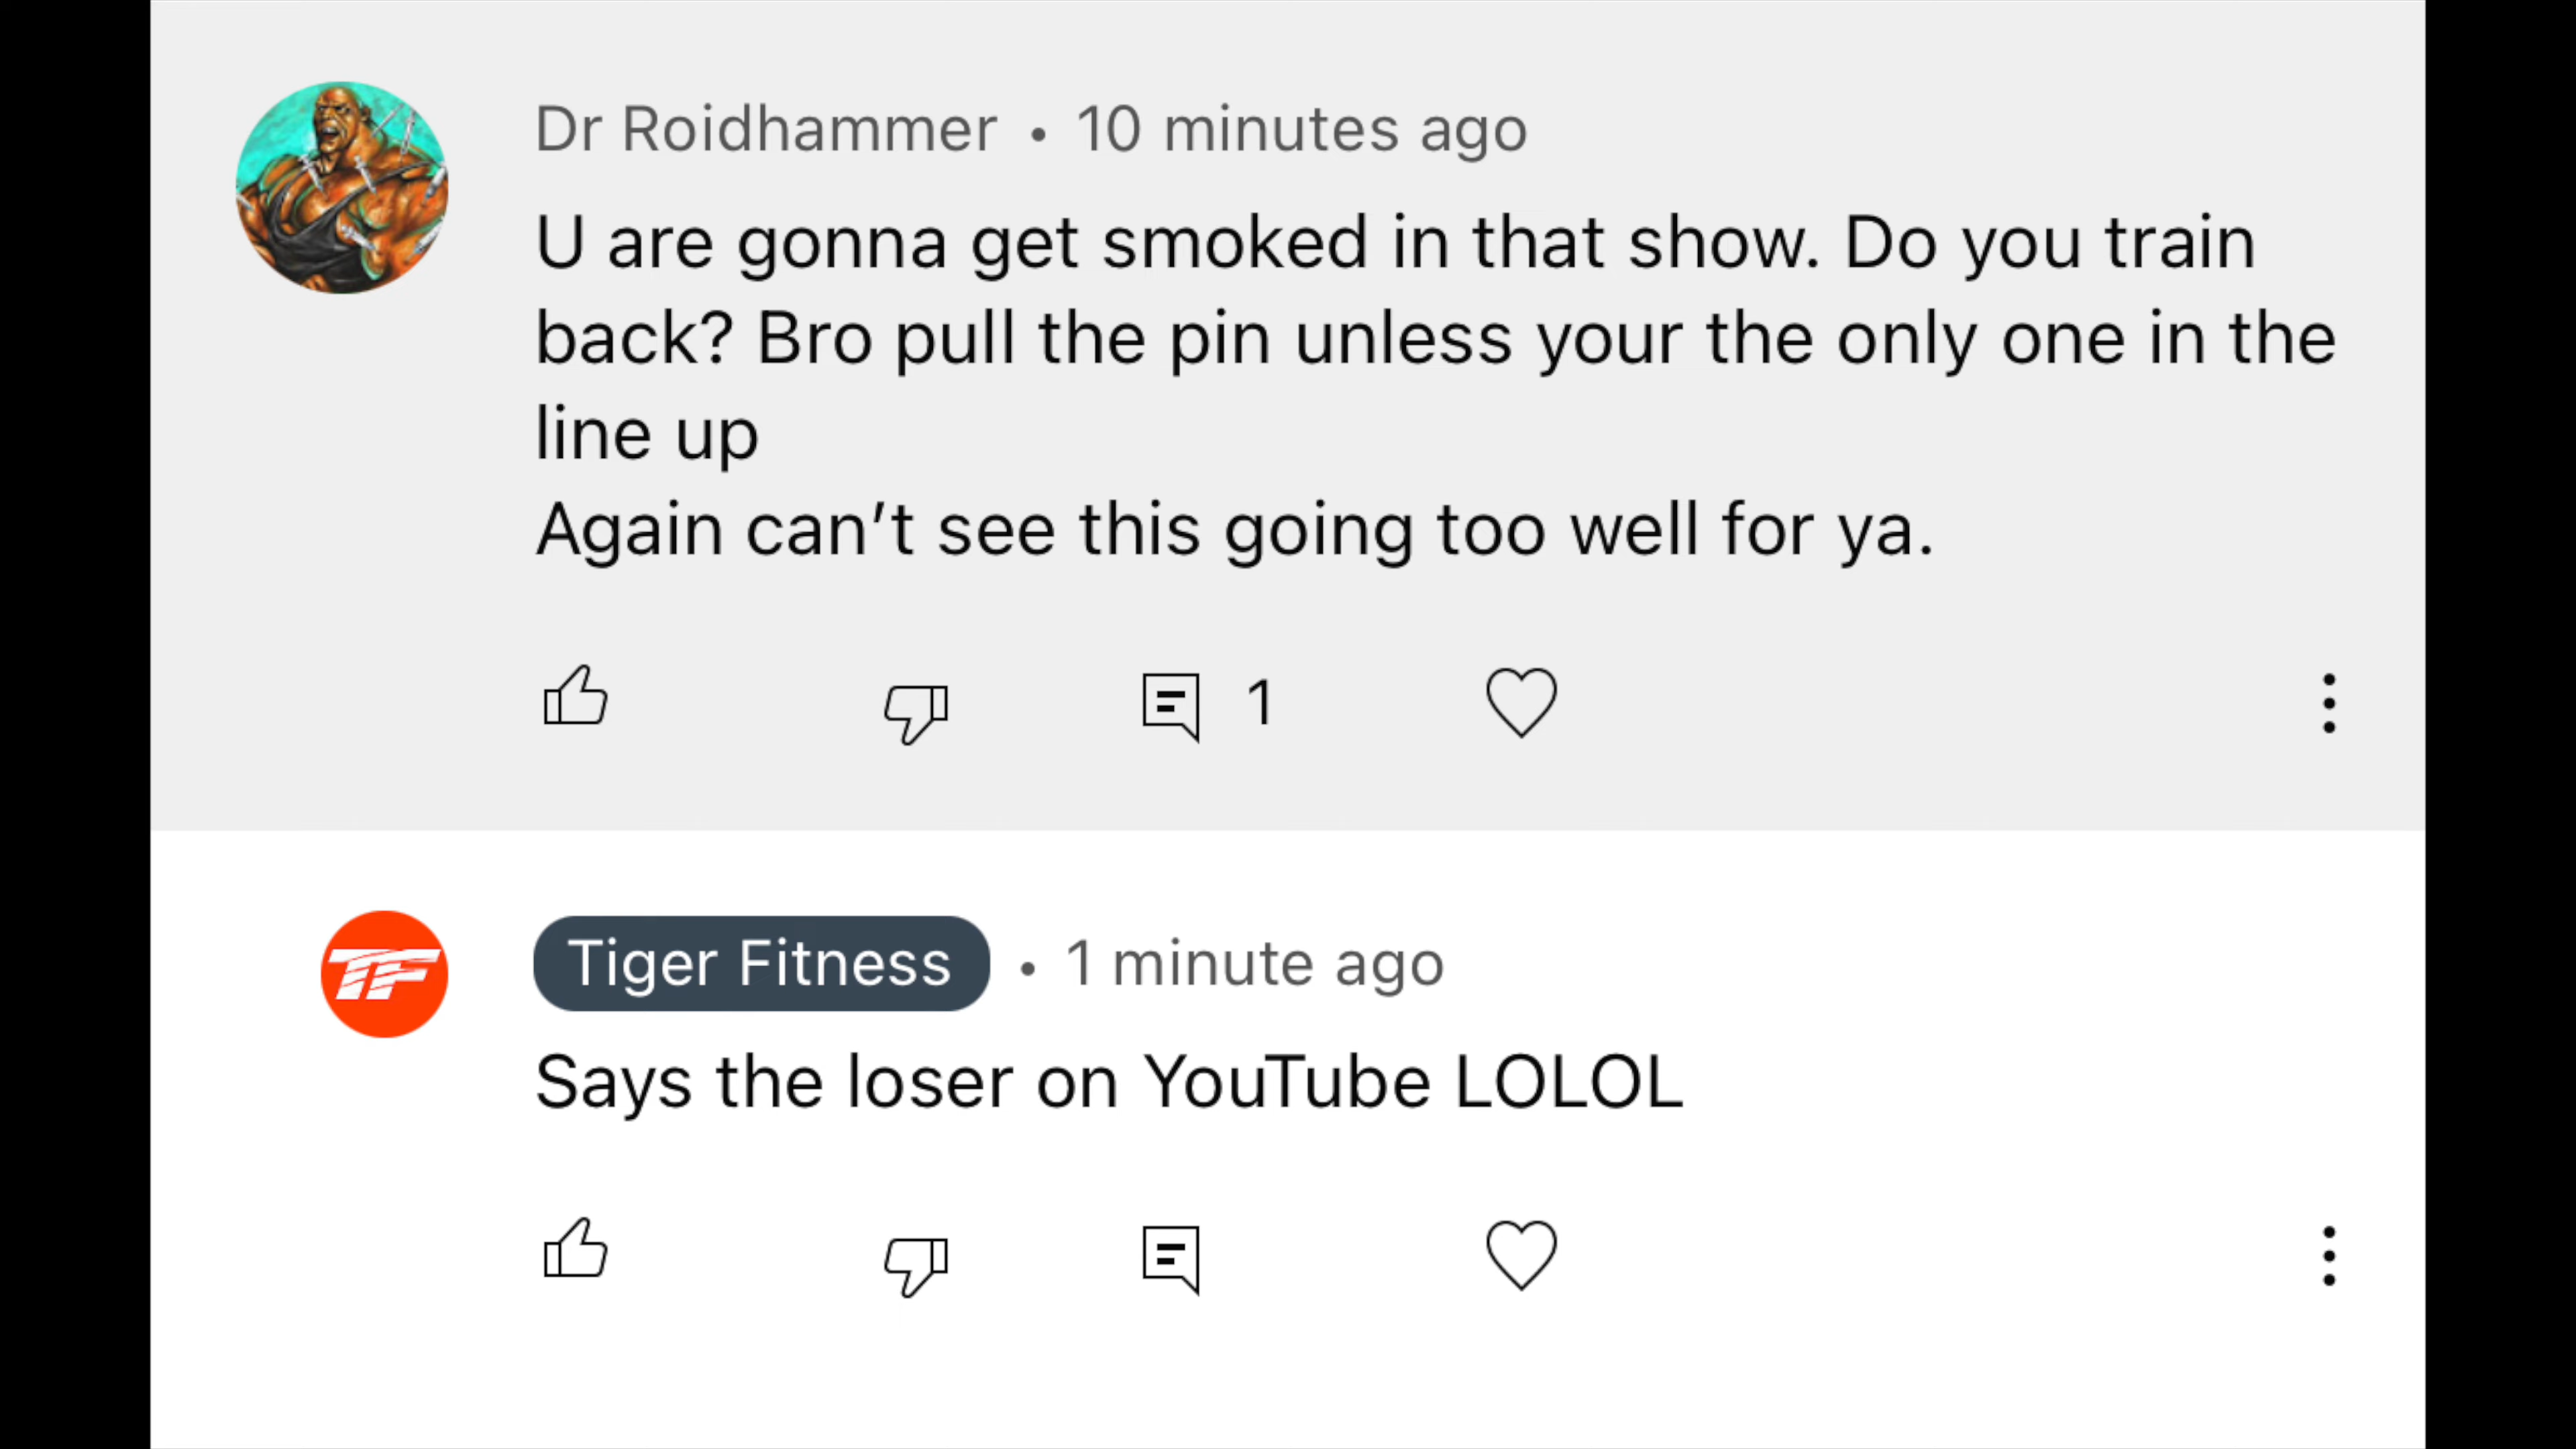 Dr Roidhammer • 10 minutes ago
U are gonna get smoked in that show. Do you train
back? Bro pull the pin unless your the only one in the
line up
Again can’t see this going too well for ya.
1
TF
Tiger Fitness • 1 minute ago
Says the loser on YouTube LOLOL